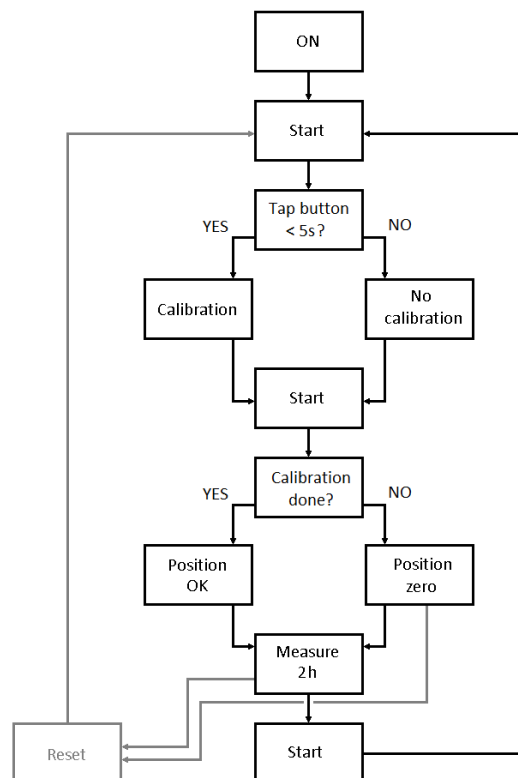 ON
Start
Tap button
< 5s?
YES
NO
Calibration
No
calibration
Start
Calibration
done?
YES
NO
Position
OK
Position
zero
Measure
2h
Reset
Start